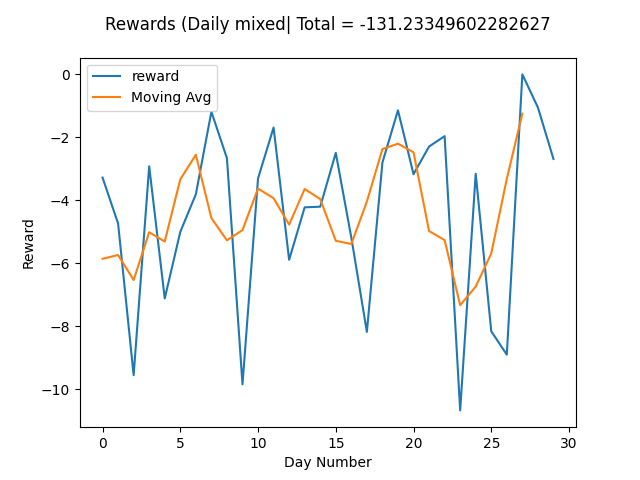 Rewards (Daily mixed| Total = -131.23349602282627
reward
Moving Avg
0
−2
−4
−6
−8
−10
Reward
0 5 10 15 20 25 30
Day Number